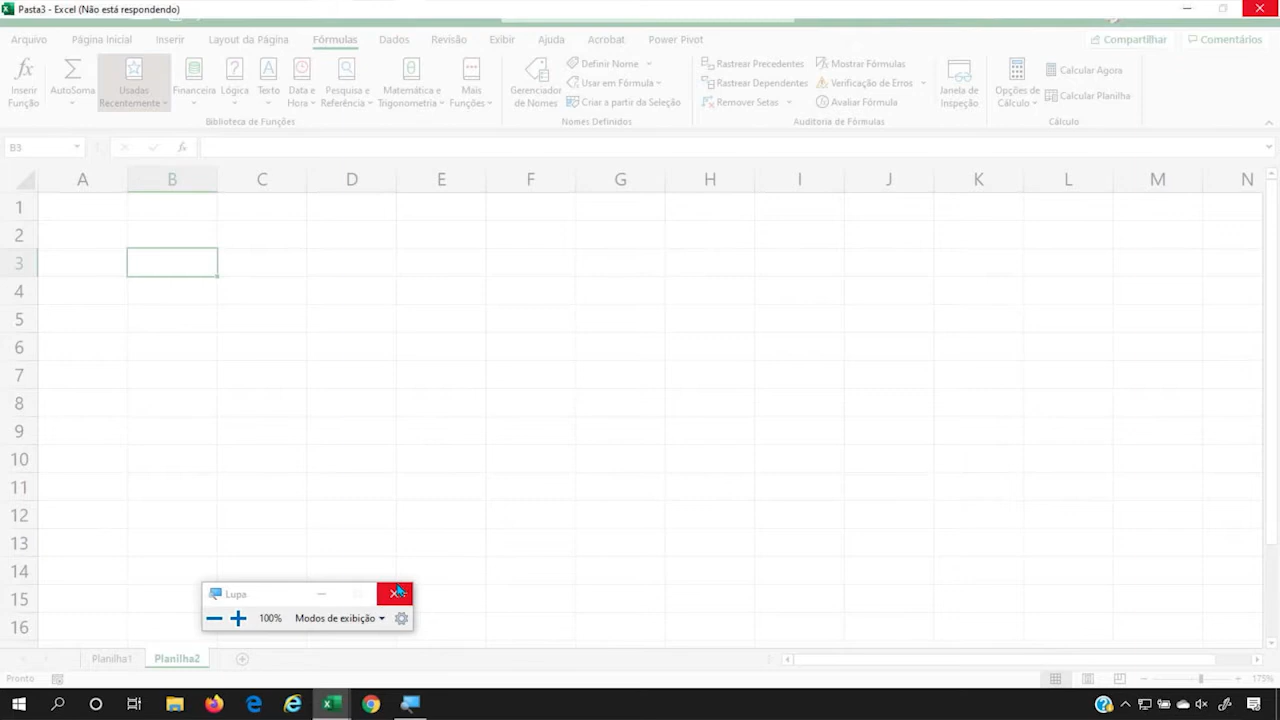 Pasta3 - Excel (Não está respondendo)
Arquivo Página Inicial Inserir Layout da Página Fórmulas Dados Revisão Exibir Ajuda Acrobat Power Pivot Compartilhar Comentários
Inserir Função
AutoSoma
Usadas Recentemente
Financeira
Lógica
Texto
Data e Hora
Pesquisa e Referência
Matemática e Trigonometria
Mais Funções
Biblioteca de Funções
Gerenciador de Nomes
Definir Nome
Usar em Fórmula
Criar a partir da Seleção
Nomes Definidos
Rastrear Precedentes
Rastrear Dependentes
Remover Setas
Mostrar Fórmulas
Verificação de Erros
Avaliar Fórmula
Auditoria de Fórmulas
Janela de Inspeção
Opções de Cálculo
Calcular Agora
Calcular Planilha
Cálculo
B3 fx
A B C D E F G H I J K L M N
1
2
3
4
5
6
7
8
9
10
11
12
13
14
15
16
Lupa
100% Modos de exibição
Planilha1 Planilha2
Pronto 175%